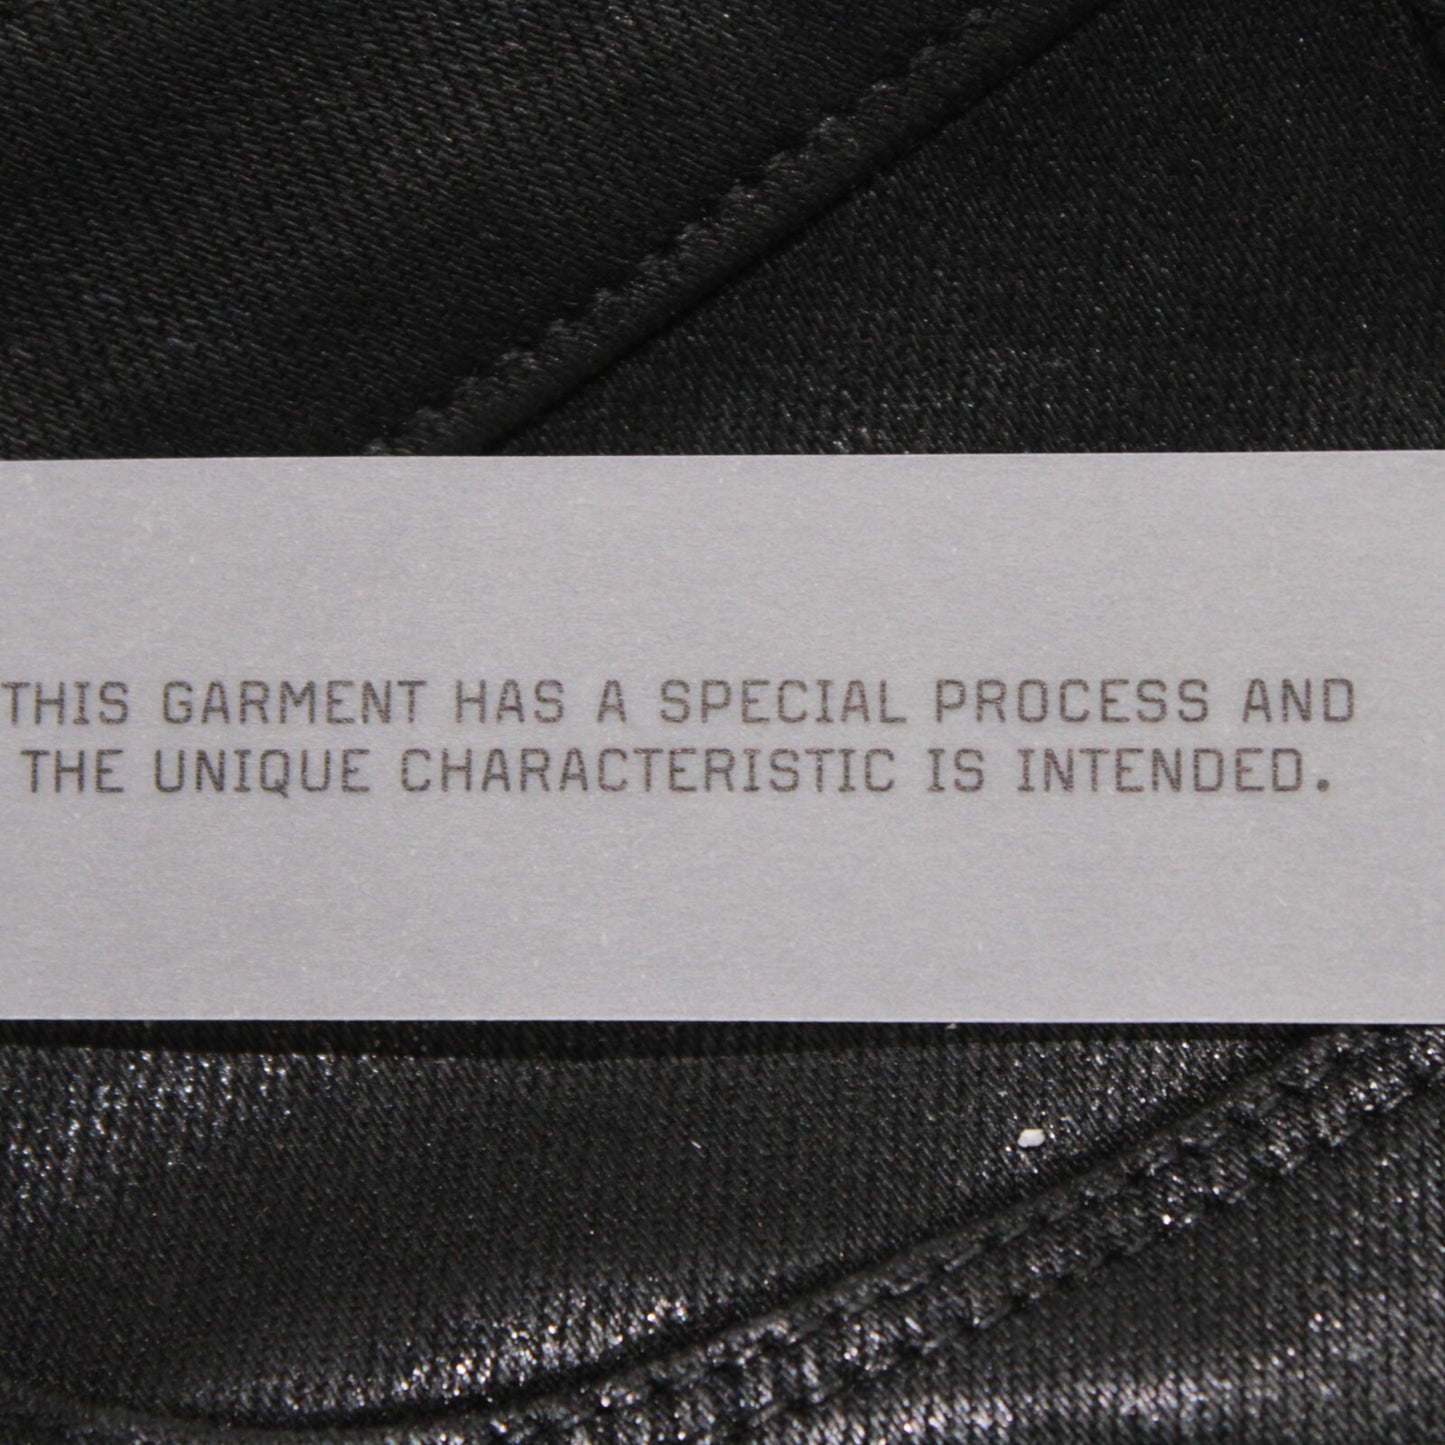 THIS GARMENT HAS A SPECIAL PROCESS AND
THE UNIQUE CHARACTERISTIC IS INTENDED.